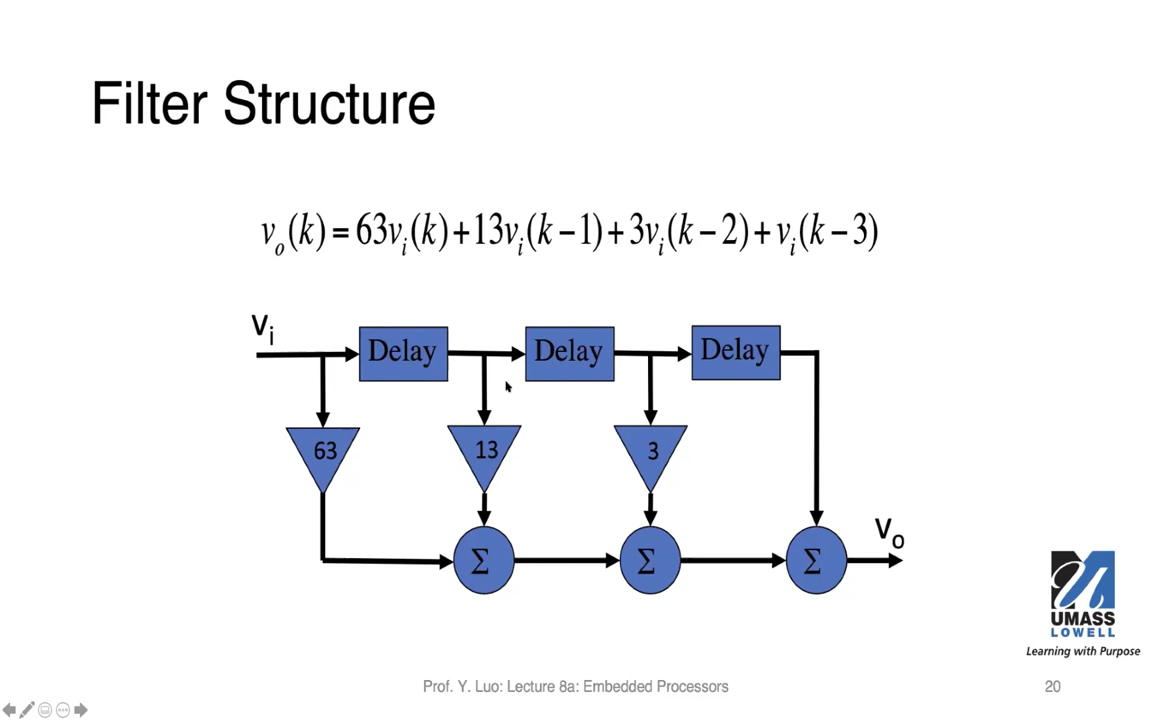 Filter Structure
v_o(k) = 63v_i(k) + 13v_i(k − 1) + 3v_i(k − 2) + v_i(k − 3)
v_i
Delay Delay Delay
63 13 3
Σ Σ Σ v_o
UMASS
LOWELL
Learning with Purpose
Prof. Y. Luo: Lecture 8a: Embedded Processors 20